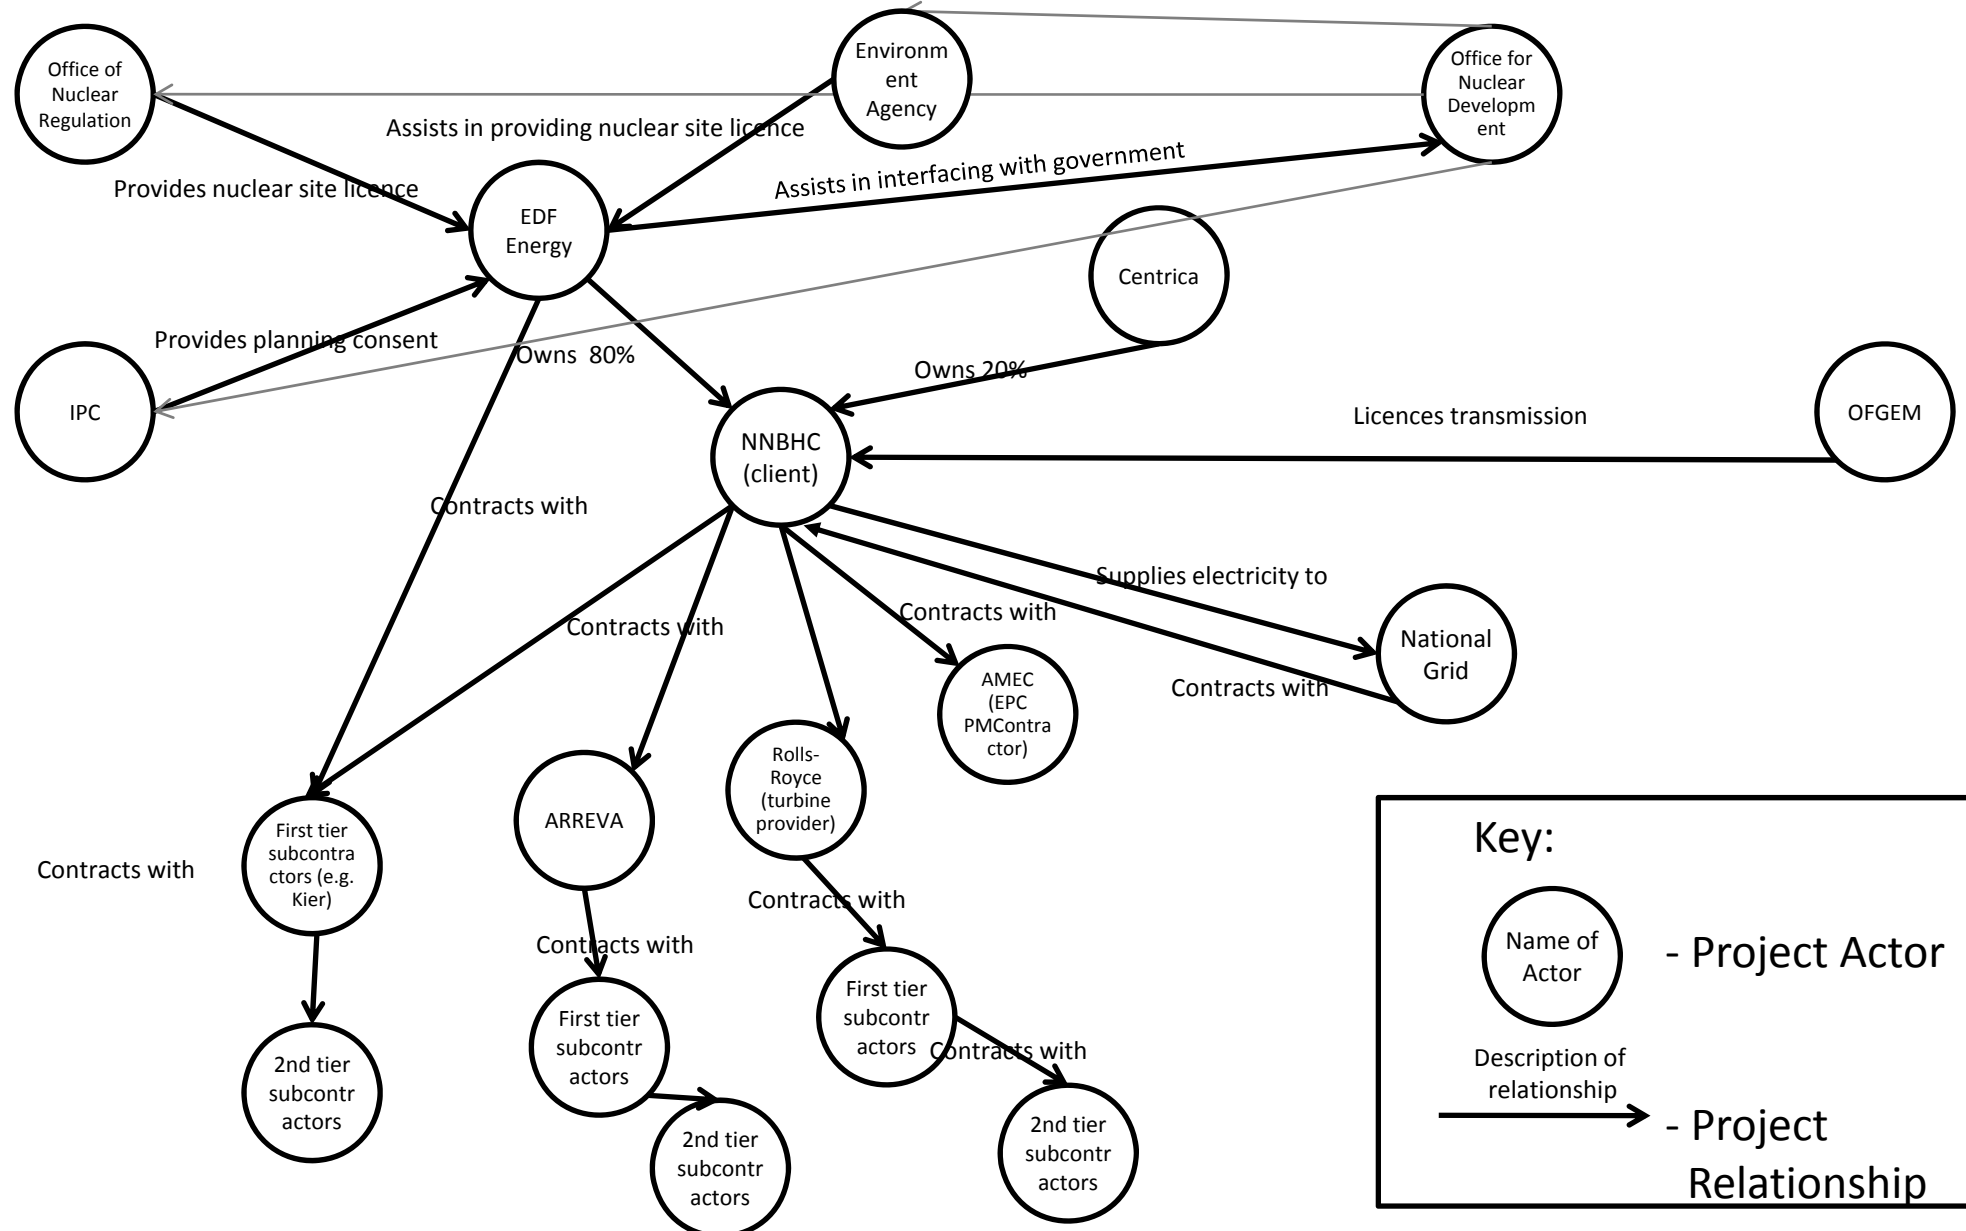 Office of
Nuclear
Regulation
Environm
ent
Agency
Office for
Nuclear
Developm
ent
Assists in providing nuclear site licence
Assists in interfacing with government
Provides nuclear site licence
EDF
Energy
Centrica
Provides planning consent
Owns 80%
Owns 20%
IPC
Licences transmission
OFGEM
NNBHC
(client)
Contracts with
Supplies electricity to
Contracts with
Contracts with
National
Grid
Contracts with
AMEC
(EPC
PMContra
ctor)
Rolls-
Royce
(turbine
provider)
ARREVA
First tier
subcontra
ctors (e.g.
Kier)
Contracts with
Contracts with
Contracts with
First tier
subcontr
actors
First tier
subcontr
actors
Contracts with
2nd tier
subcontr
actors
2nd tier
subcontr
actors
2nd tier
subcontr
actors
Key:
Name of
Actor
- Project Actor
Description of
relationship
- Project
Relationship